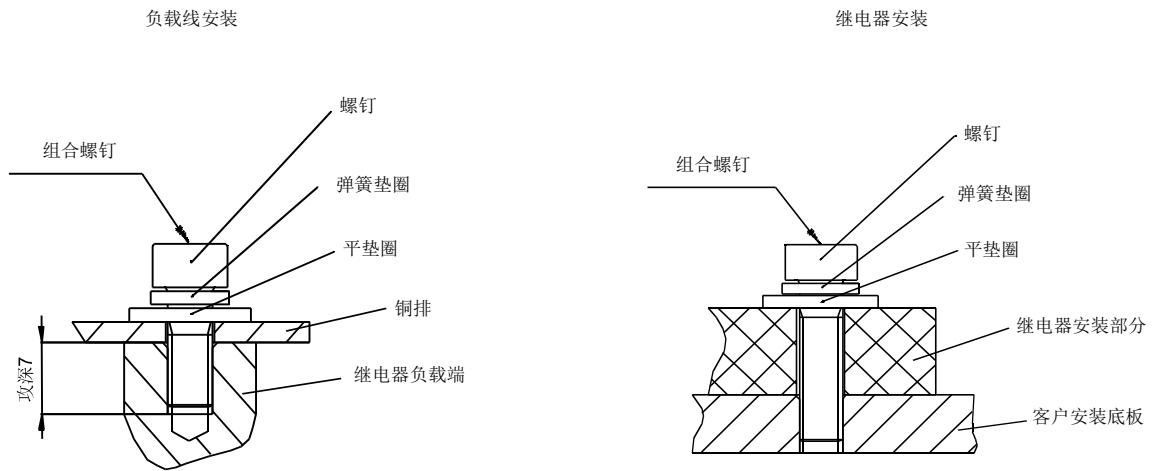 负载线安装
继电器安装
螺钉
组合螺钉
弹簧垫圈
平垫圈
铜排
继电器负载端
攻深7
螺钉
组合螺钉
弹簧垫圈
平垫圈
继电器安装部分
客户安装底板